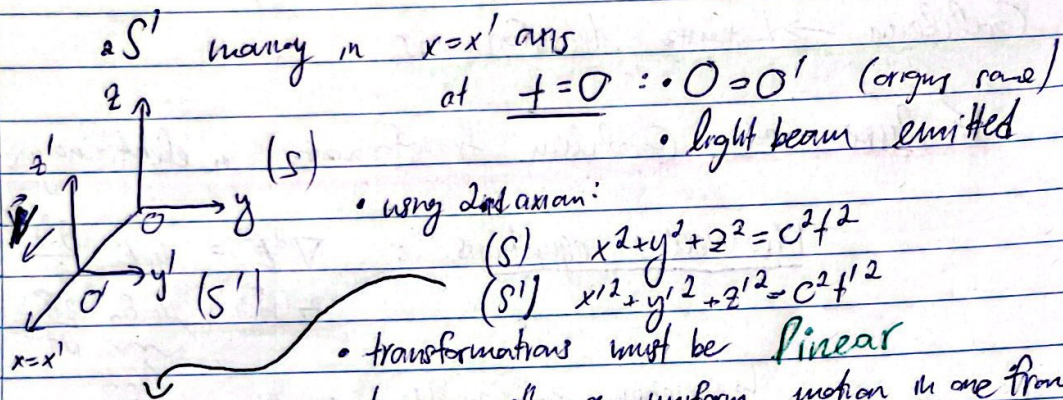 S' moving in x=x' axis
at t=0 : • O=O' (origins same)
• light beam emitted
z
z'
(S)
O
y
• using 2nd axiom:
(S) x²+y²+z²=c²t²
O'
y'
(S')
(S') x'²+y'²+z'²=c²t'²
x=x'
• transformations must be linear
uniform motion in one fram